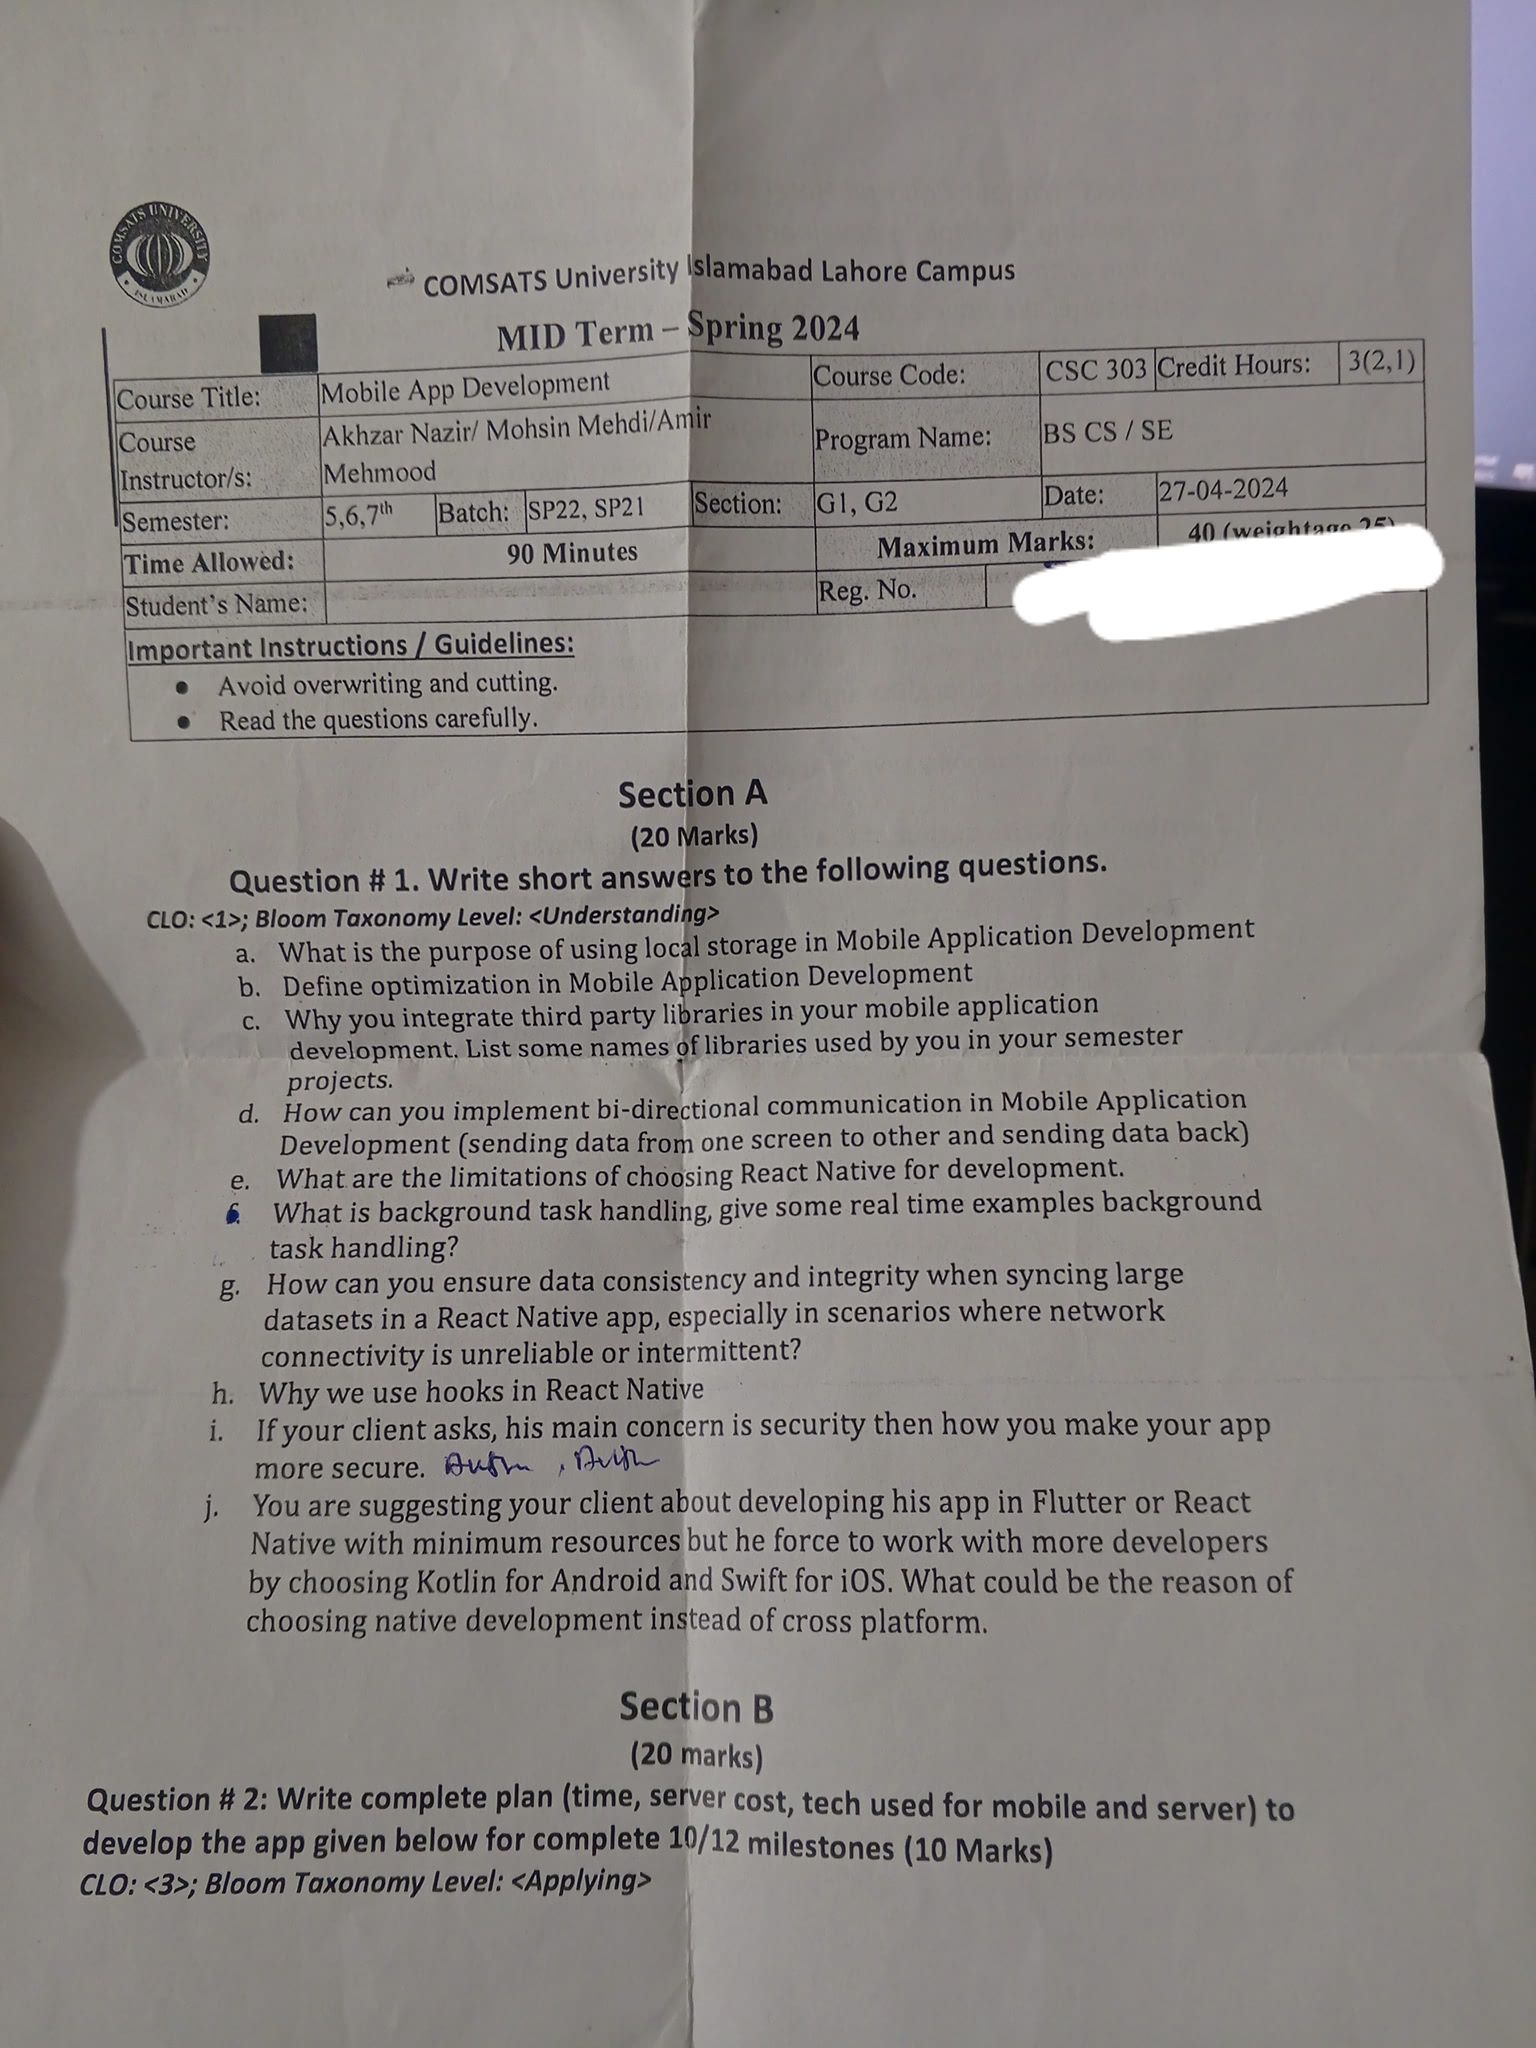 COMSATS UNIVERSITY
ISLAMABAD
COMSATS University Islamabad Lahore Campus
MID Term – Spring 2024
Course Title: Mobile App Development Course Code: CSC 303 Credit Hours: 3(2,1)
Course Instructor/s: Akhzar Nazir/ Mohsin Mehdi/Amir Mehmood Program Name: BS CS / SE
Semester: 5,6,7th Batch: SP22, SP21 Section: G1, G2 Date: 27-04-2024
Time Allowed: 90 Minutes Maximum Marks: 40 (weightage 25)
Student's Name: Reg. No.
Important Instructions / Guidelines:
• Avoid overwriting and cutting.
• Read the questions carefully.
Section A
(20 Marks)
Question # 1. Write short answers to the following questions.
CLO: <1>; Bloom Taxonomy Level: <Understanding>
a. What is the purpose of using local storage in Mobile Application Development
b. Define optimization in Mobile Application Development
c. Why you integrate third party libraries in your mobile application
development. List some names of libraries used by you in your semester
projects.
d. How can you implement bi-directional communication in Mobile Application
Development (sending data from one screen to other and sending data back)
e. What are the limitations of choosing React Native for development.
What is background task handling, give some real time examples background
task handling?
g. How can you ensure data consistency and integrity when syncing large
datasets in a React Native app, especially in scenarios where network
connectivity is unreliable or intermittent?
h. Why we use hooks in React Native
i. If your client asks, his main concern is security then how you make your app
more secure.
j. You are suggesting your client about developing his app in Flutter or React
Native with minimum resources but he force to work with more developers
by choosing Kotlin for Android and Swift for iOS. What could be the reason of
choosing native development instead of cross platform.
Section B
(20 marks)
Question # 2: Write complete plan (time, server cost, tech used for mobile and server) to
develop the app given below for complete 10/12 milestones (10 Marks)
CLO: <3>; Bloom Taxonomy Level: <Applying>